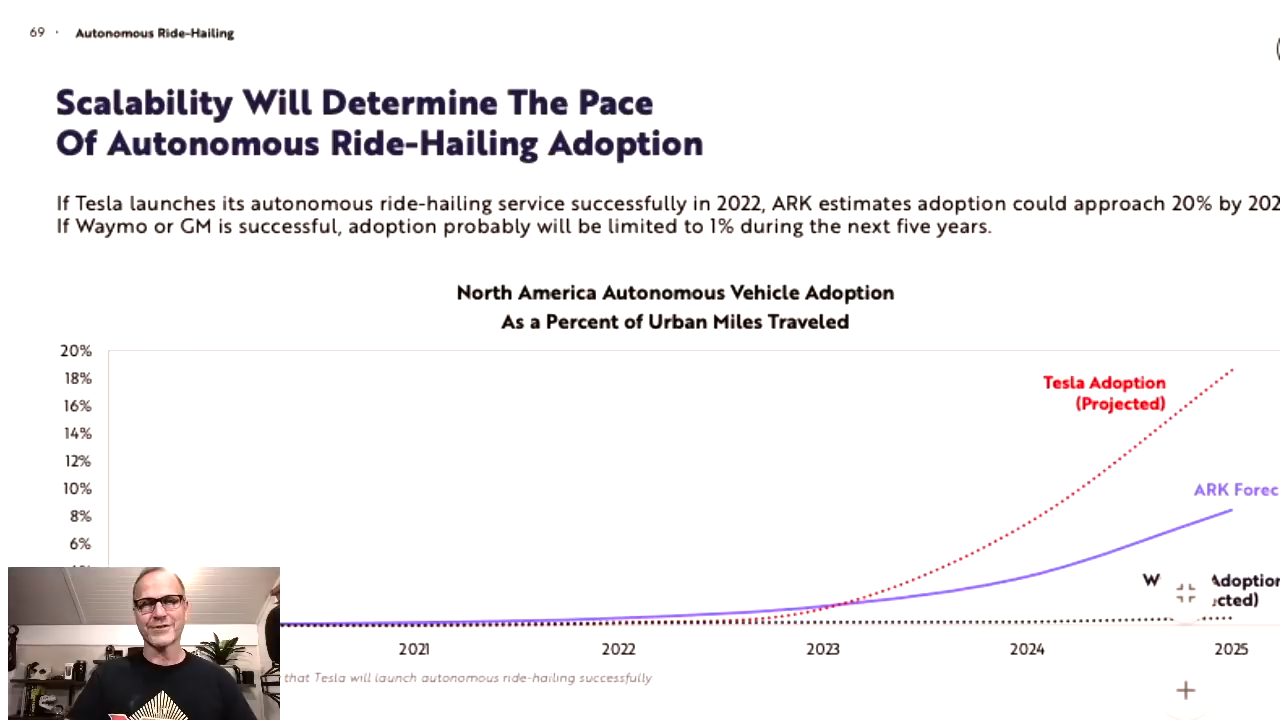 69 · Autonomous Ride-Hailing
Scalability Will Determine The Pace
Of Autonomous Ride-Hailing Adoption
If Tesla launches its autonomous ride-hailing service successfully in 2022, ARK estimates adoption could approach 20% by
If Waymo or GM is successful, adoption probably will be limited to 1% during the next five years.
North America Autonomous Vehicle Adoption
As a Percent of Urban Miles Traveled
20%
18%
Tesla Adoption
(Projected)
16%
14%
12%
10%
ARK
8%
6%
Adoption
2021
2022
2023
2024
2025
that Tesla will launch autonomous ride-hailing successfully